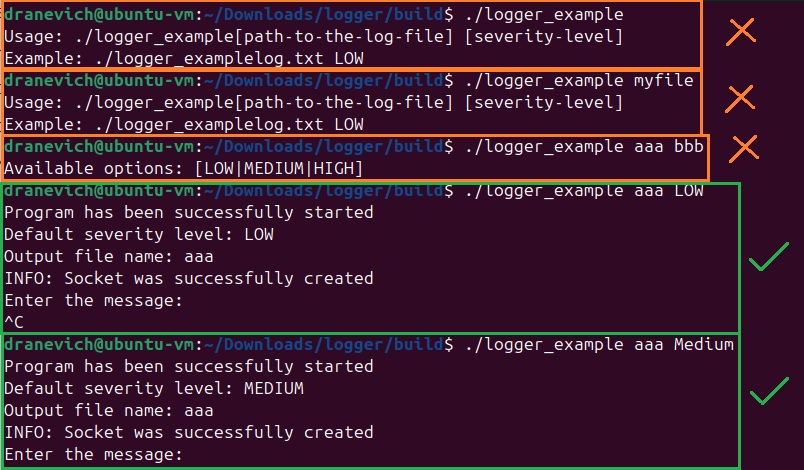 dranevich@ubuntu-vm:~/Downloads/logger/build$ ./logger_example
Usage: ./logger_example[path-to-the-log-file] [severity-level]
Example: ./logger_examplelog.txt LOW
dranevich@ubuntu-vm:~/Downloads/logger/build$ ./logger_example myfile
Usage: ./logger_example[path-to-the-log-file] [severity-level]
Example: ./logger_examplelog.txt LOW
dranevich@ubuntu-vm:~/Downloads/logger/build$ ./logger_example aaa bbb
Available options: [LOW|MEDIUM|HIGH]
dranevich@ubuntu-vm:~/Downloads/logger/build$ ./logger_example aaa LOW
Program has been successfully started
Default severity level: LOW
Output file name: aaa
INFO: Socket was successfully created
Enter the message:
^C
dranevich@ubuntu-vm:~/Downloads/logger/build$ ./logger_example aaa Medium
Program has been successfully started
Default severity level: MEDIUM
Output file name: aaa
INFO: Socket was successfully created
Enter the message: